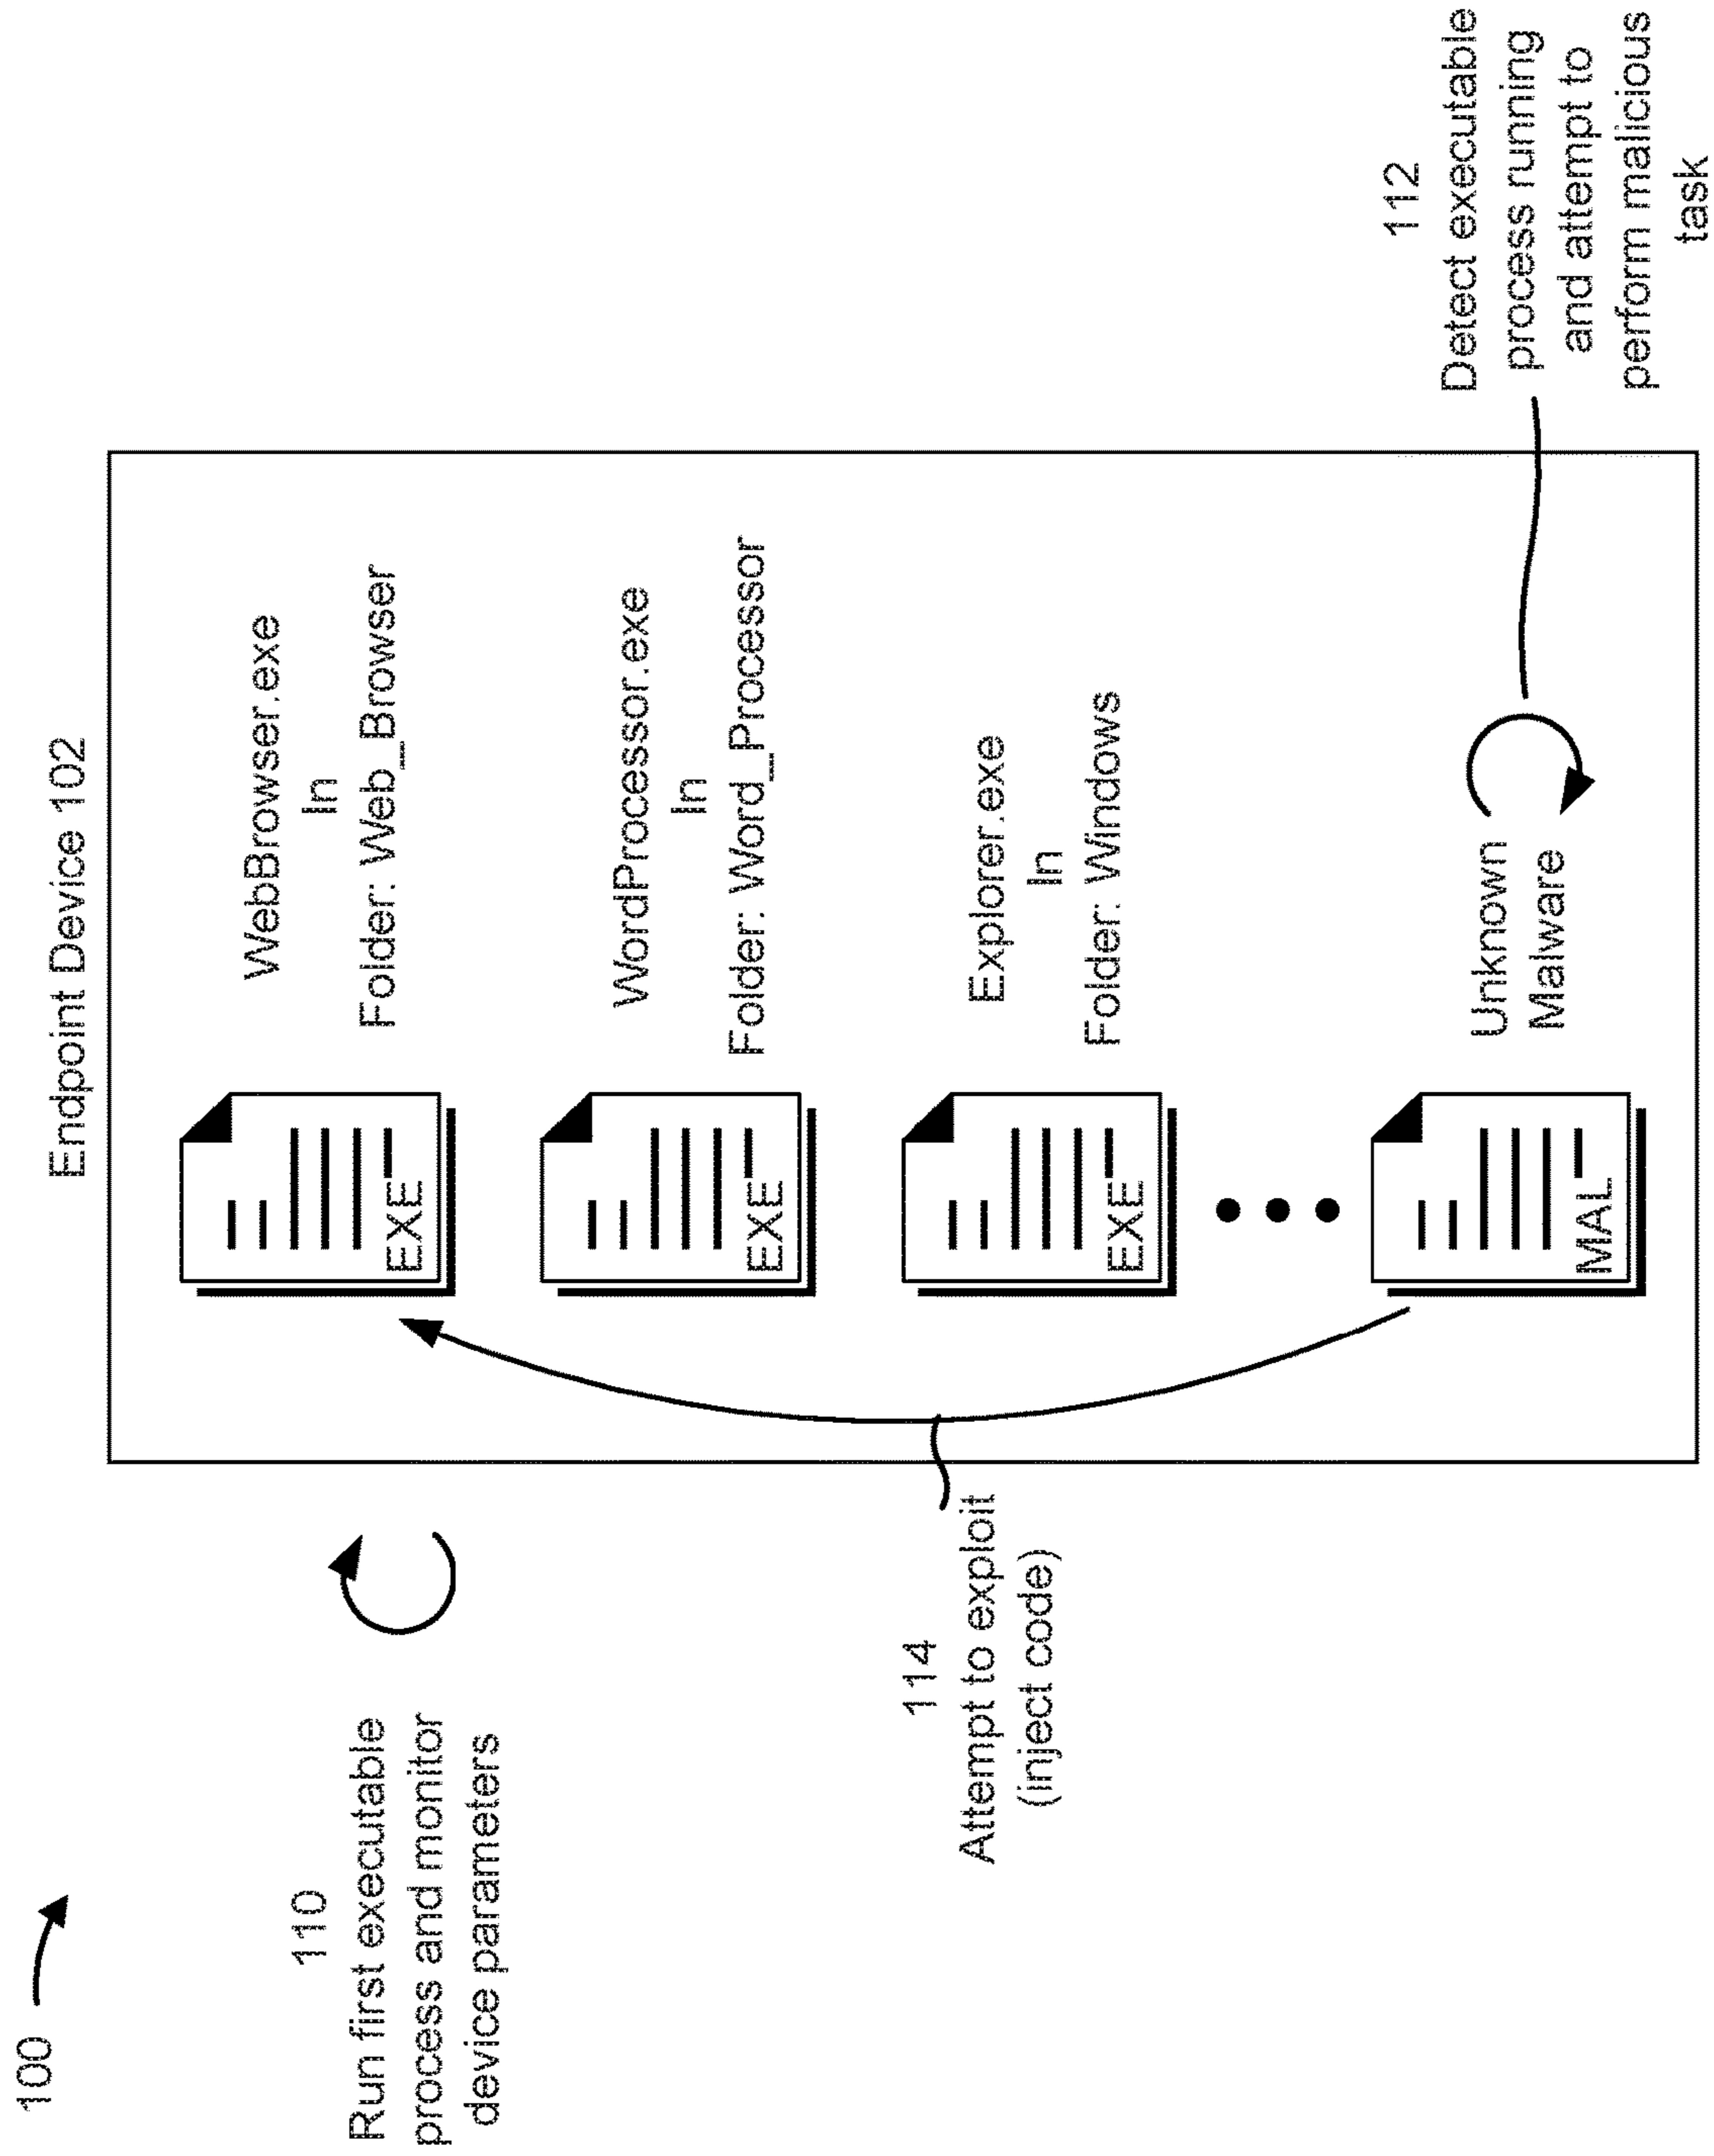 100
Endpoint Device 102
110
Run first executable
process and monitor
device parameters
EXE
WebBrowser.exe
In
Folder: Web_Browser
EXE
WordProcessor.exe
In
Folder: Word_Processor
114
Attempt to exploit
(inject code)
EXE
Explorer.exe
In
Folder: Windows
MAL
Unknown
Malware
112
Detect executable
process running
and attempt to
perform malicious
task